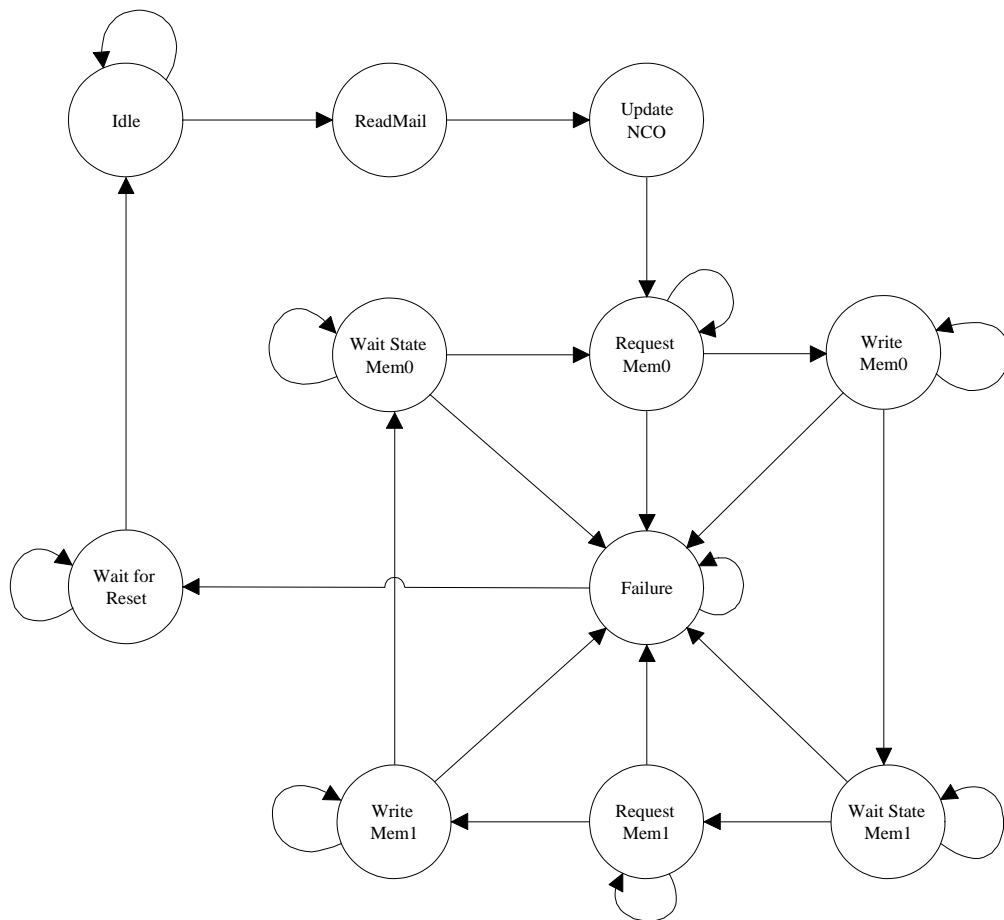 Idle
ReadMail
Update
NCO
Wait State
Mem0
Request
Mem0
Write
Mem0
Wait for
Reset
Failure
Write
Mem1
Request
Mem1
Wait State
Mem1